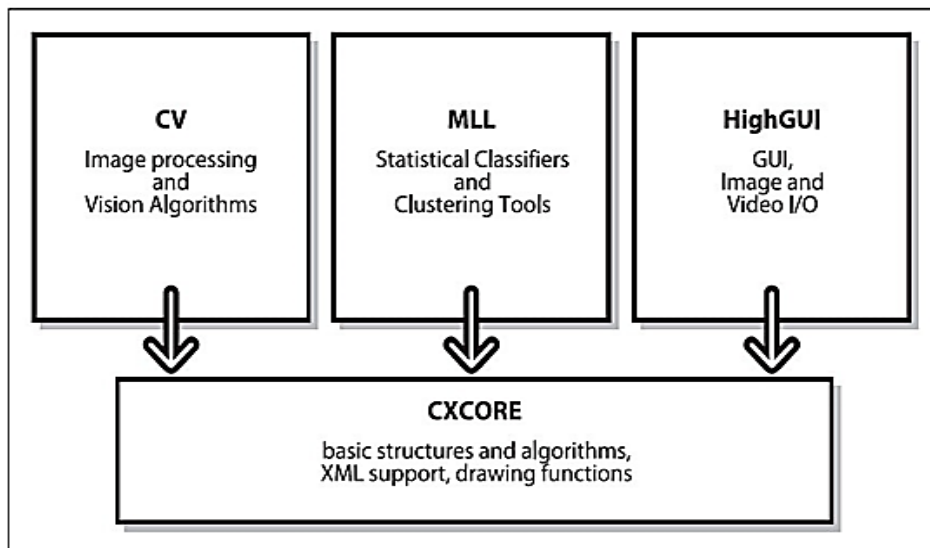 CV
Image processing
and
Vision Algorithms
MLL
Statistical Classifiers
and
Clustering Tools
HighGUI
GUI,
Image and
Video I/O
CXCORE
basic structures and algorithms,
XML support, drawing functions